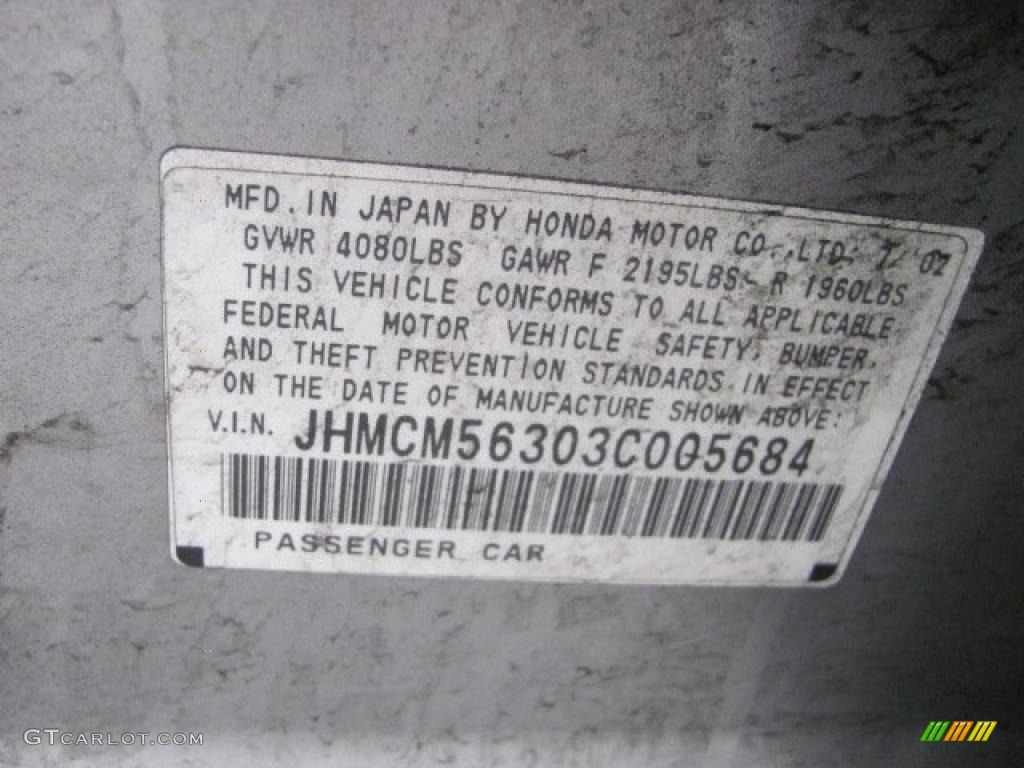 MFD. IN JAPAN BY HONDA MOTOR CO., LTD. 7/02
GVWR 4080LBS GAWR F 2195LBS R 1960LBS
THIS VEHICLE CONFORMS TO ALL APPLICABLE
FEDERAL MOTOR VEHICLE SAFETY, BUMPER,
AND THEFT PREVENTION STANDARDS IN EFFECT
ON THE DATE OF MANUFACTURE SHOWN ABOVE:
V.I.N. JHMCM56303C005684
PASSENGER CAR
GTCARLOT.COM